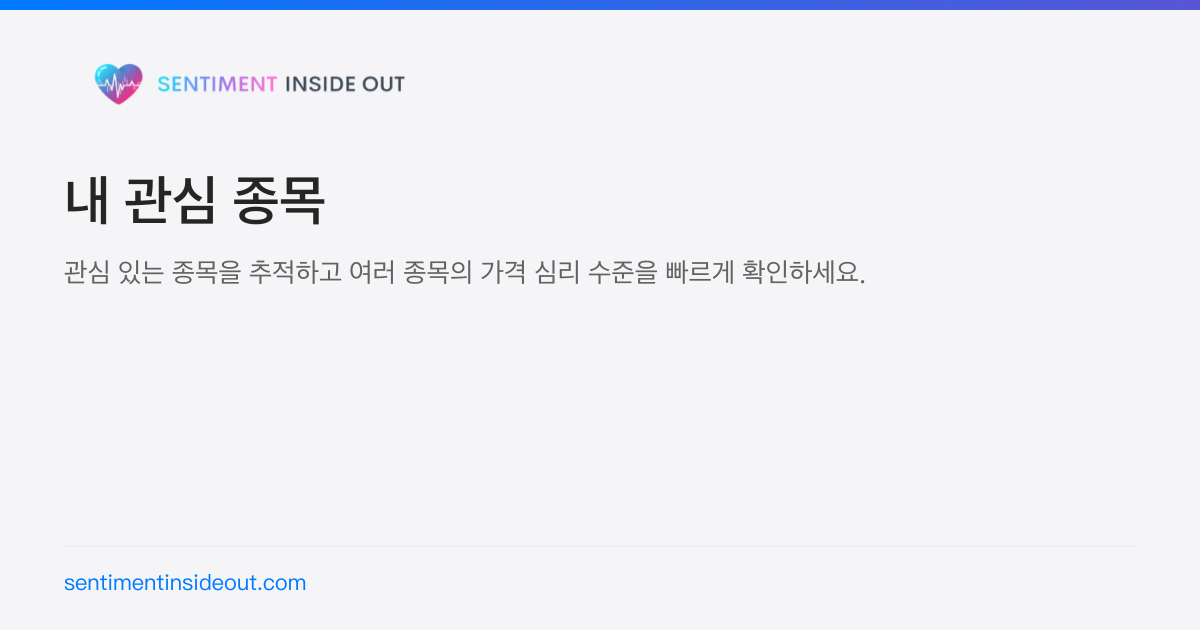 SENTIMENT INSIDE OUT
내 관심 종목
관심 있는 종목을 추적하고 여러 종목의 가격 심리 수준을 빠르게 확인하세요.
sentimentinsideout.com